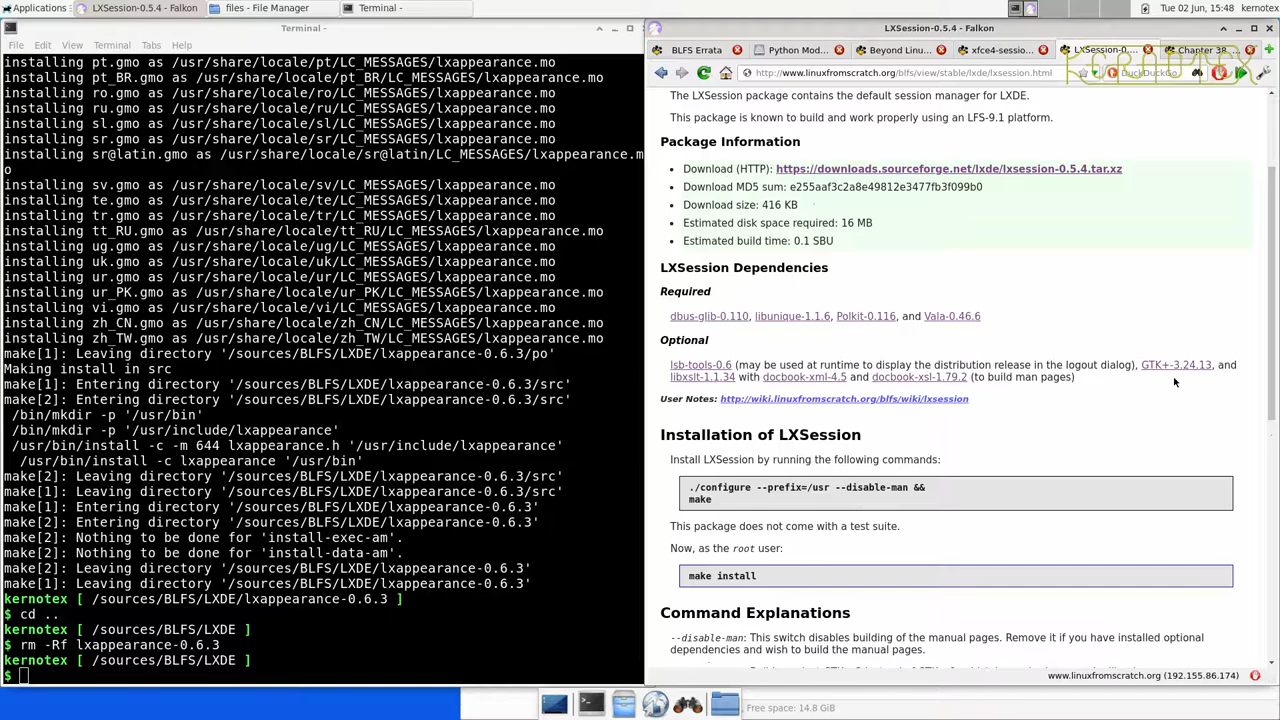 Applications
LXSession-0.5.4 - Falkon
files - File Manager
Terminal -
Tue 02 Jun, 15:48
kernotex
Terminal -
File Edit View Terminal Tabs Help
installing pt.gmo as /usr/share/locale/pt/LC_MESSAGES/lxappearance.mo
installing pt_BR.gmo as /usr/share/locale/pt_BR/LC_MESSAGES/lxappearance.mo
installing ro.gmo as /usr/share/locale/ro/LC_MESSAGES/lxappearance.mo
installing ru.gmo as /usr/share/locale/ru/LC_MESSAGES/lxappearance.mo
installing sl.gmo as /usr/share/locale/sl/LC_MESSAGES/lxappearance.mo
installing sr.gmo as /usr/share/locale/sr/LC_MESSAGES/lxappearance.mo
installing sr@latin.gmo as /usr/share/locale/sr@latin/LC_MESSAGES/lxappearance.m
o
installing sv.gmo as /usr/share/locale/sv/LC_MESSAGES/lxappearance.mo
installing te.gmo as /usr/share/locale/te/LC_MESSAGES/lxappearance.mo
installing tr.gmo as /usr/share/locale/tr/LC_MESSAGES/lxappearance.mo
installing tt_RU.gmo as /usr/share/locale/tt_RU/LC_MESSAGES/lxappearance.mo
installing ug.gmo as /usr/share/locale/ug/LC_MESSAGES/lxappearance.mo
installing uk.gmo as /usr/share/locale/uk/LC_MESSAGES/lxappearance.mo
installing ur.gmo as /usr/share/locale/ur/LC_MESSAGES/lxappearance.mo
installing ur_PK.gmo as /usr/share/locale/ur_PK/LC_MESSAGES/lxappearance.mo
installing vi.gmo as /usr/share/locale/vi/LC_MESSAGES/lxappearance.mo
installing zh_CN.gmo as /usr/share/locale/zh_CN/LC_MESSAGES/lxappearance.mo
installing zh_TW.gmo as /usr/share/locale/zh_TW/LC_MESSAGES/lxappearance.mo
make[1]: Leaving directory '/sources/BLFS/LXDE/lxappearance-0.6.3/po'
Making install in src
make[1]: Entering directory '/sources/BLFS/LXDE/lxappearance-0.6.3/src'
make[2]: Entering directory '/sources/BLFS/LXDE/lxappearance-0.6.3/src'
/bin/mkdir -p '/usr/bin'
/bin/mkdir -p '/usr/include/lxappearance'
/usr/bin/install -c -m 644 lxappearance.h '/usr/include/lxappearance'
/usr/bin/install -c lxappearance '/usr/bin'
make[2]: Leaving directory '/sources/BLFS/LXDE/lxappearance-0.6.3/src'
make[1]: Leaving directory '/sources/BLFS/LXDE/lxappearance-0.6.3/src'
make[1]: Entering directory '/sources/BLFS/LXDE/lxappearance-0.6.3'
make[2]: Entering directory '/sources/BLFS/LXDE/lxappearance-0.6.3'
make[2]: Nothing to be done for 'install-exec-am'.
make[2]: Nothing to be done for 'install-data-am'.
make[2]: Leaving directory '/sources/BLFS/LXDE/lxappearance-0.6.3'
make[1]: Leaving directory '/sources/BLFS/LXDE/lxappearance-0.6.3'
kernotex [ /sources/BLFS/LXDE/lxappearance-0.6.3 ]
$ cd ..
kernotex [ /sources/BLFS/LXDE ]
$ rm -Rf lxappearance-0.6.3
kernotex [ /sources/BLFS/LXDE ]
$
LXSession-0.5.4 - Falkon
BLFS Errata
Python Mod...
Beyond Linu...
xfce4-sessio...
LXSession-0....
Chapter 38
http://www.linuxfromscratch.org/blfs/view/stable/lxde/lxsession.html
DuckDuckGo
The LXSession package contains the default session manager for LXDE.
This package is known to build and work properly using an LFS-9.1 platform.
Package Information
• Download (HTTP): https://downloads.sourceforge.net/lxde/lxsession-0.5.4.tar.xz
• Download MD5 sum: e255aaf3c2a8e49812e3477fb3f099b0
• Download size: 416 KB
• Estimated disk space required: 16 MB
• Estimated build time: 0.1 SBU
LXSession Dependencies
Required
dbus-glib-0.110, libunique-1.1.6, Polkit-0.116, and Vala-0.46.6
Optional
lsb-tools-0.6 (may be used at runtime to display the distribution release in the logout dialog), GTK+-3.24.13, and
libxslt-1.1.34 with docbook-xml-4.5 and docbook-xsl-1.79.2 (to build man pages)
User Notes: http://wiki.linuxfromscratch.org/blfs/wiki/lxsession
Installation of LXSession
Install LXSession by running the following commands:
./configure --prefix=/usr --disable-man &&
make
This package does not come with a test suite.
Now, as the root user:
make install
Command Explanations
--disable-man: This switch disables building of the manual pages. Remove it if you have installed optional
dependencies and wish to build the manual pages.
www.linuxfromscratch.org (192.155.86.174)
Free space: 14.8 GiB